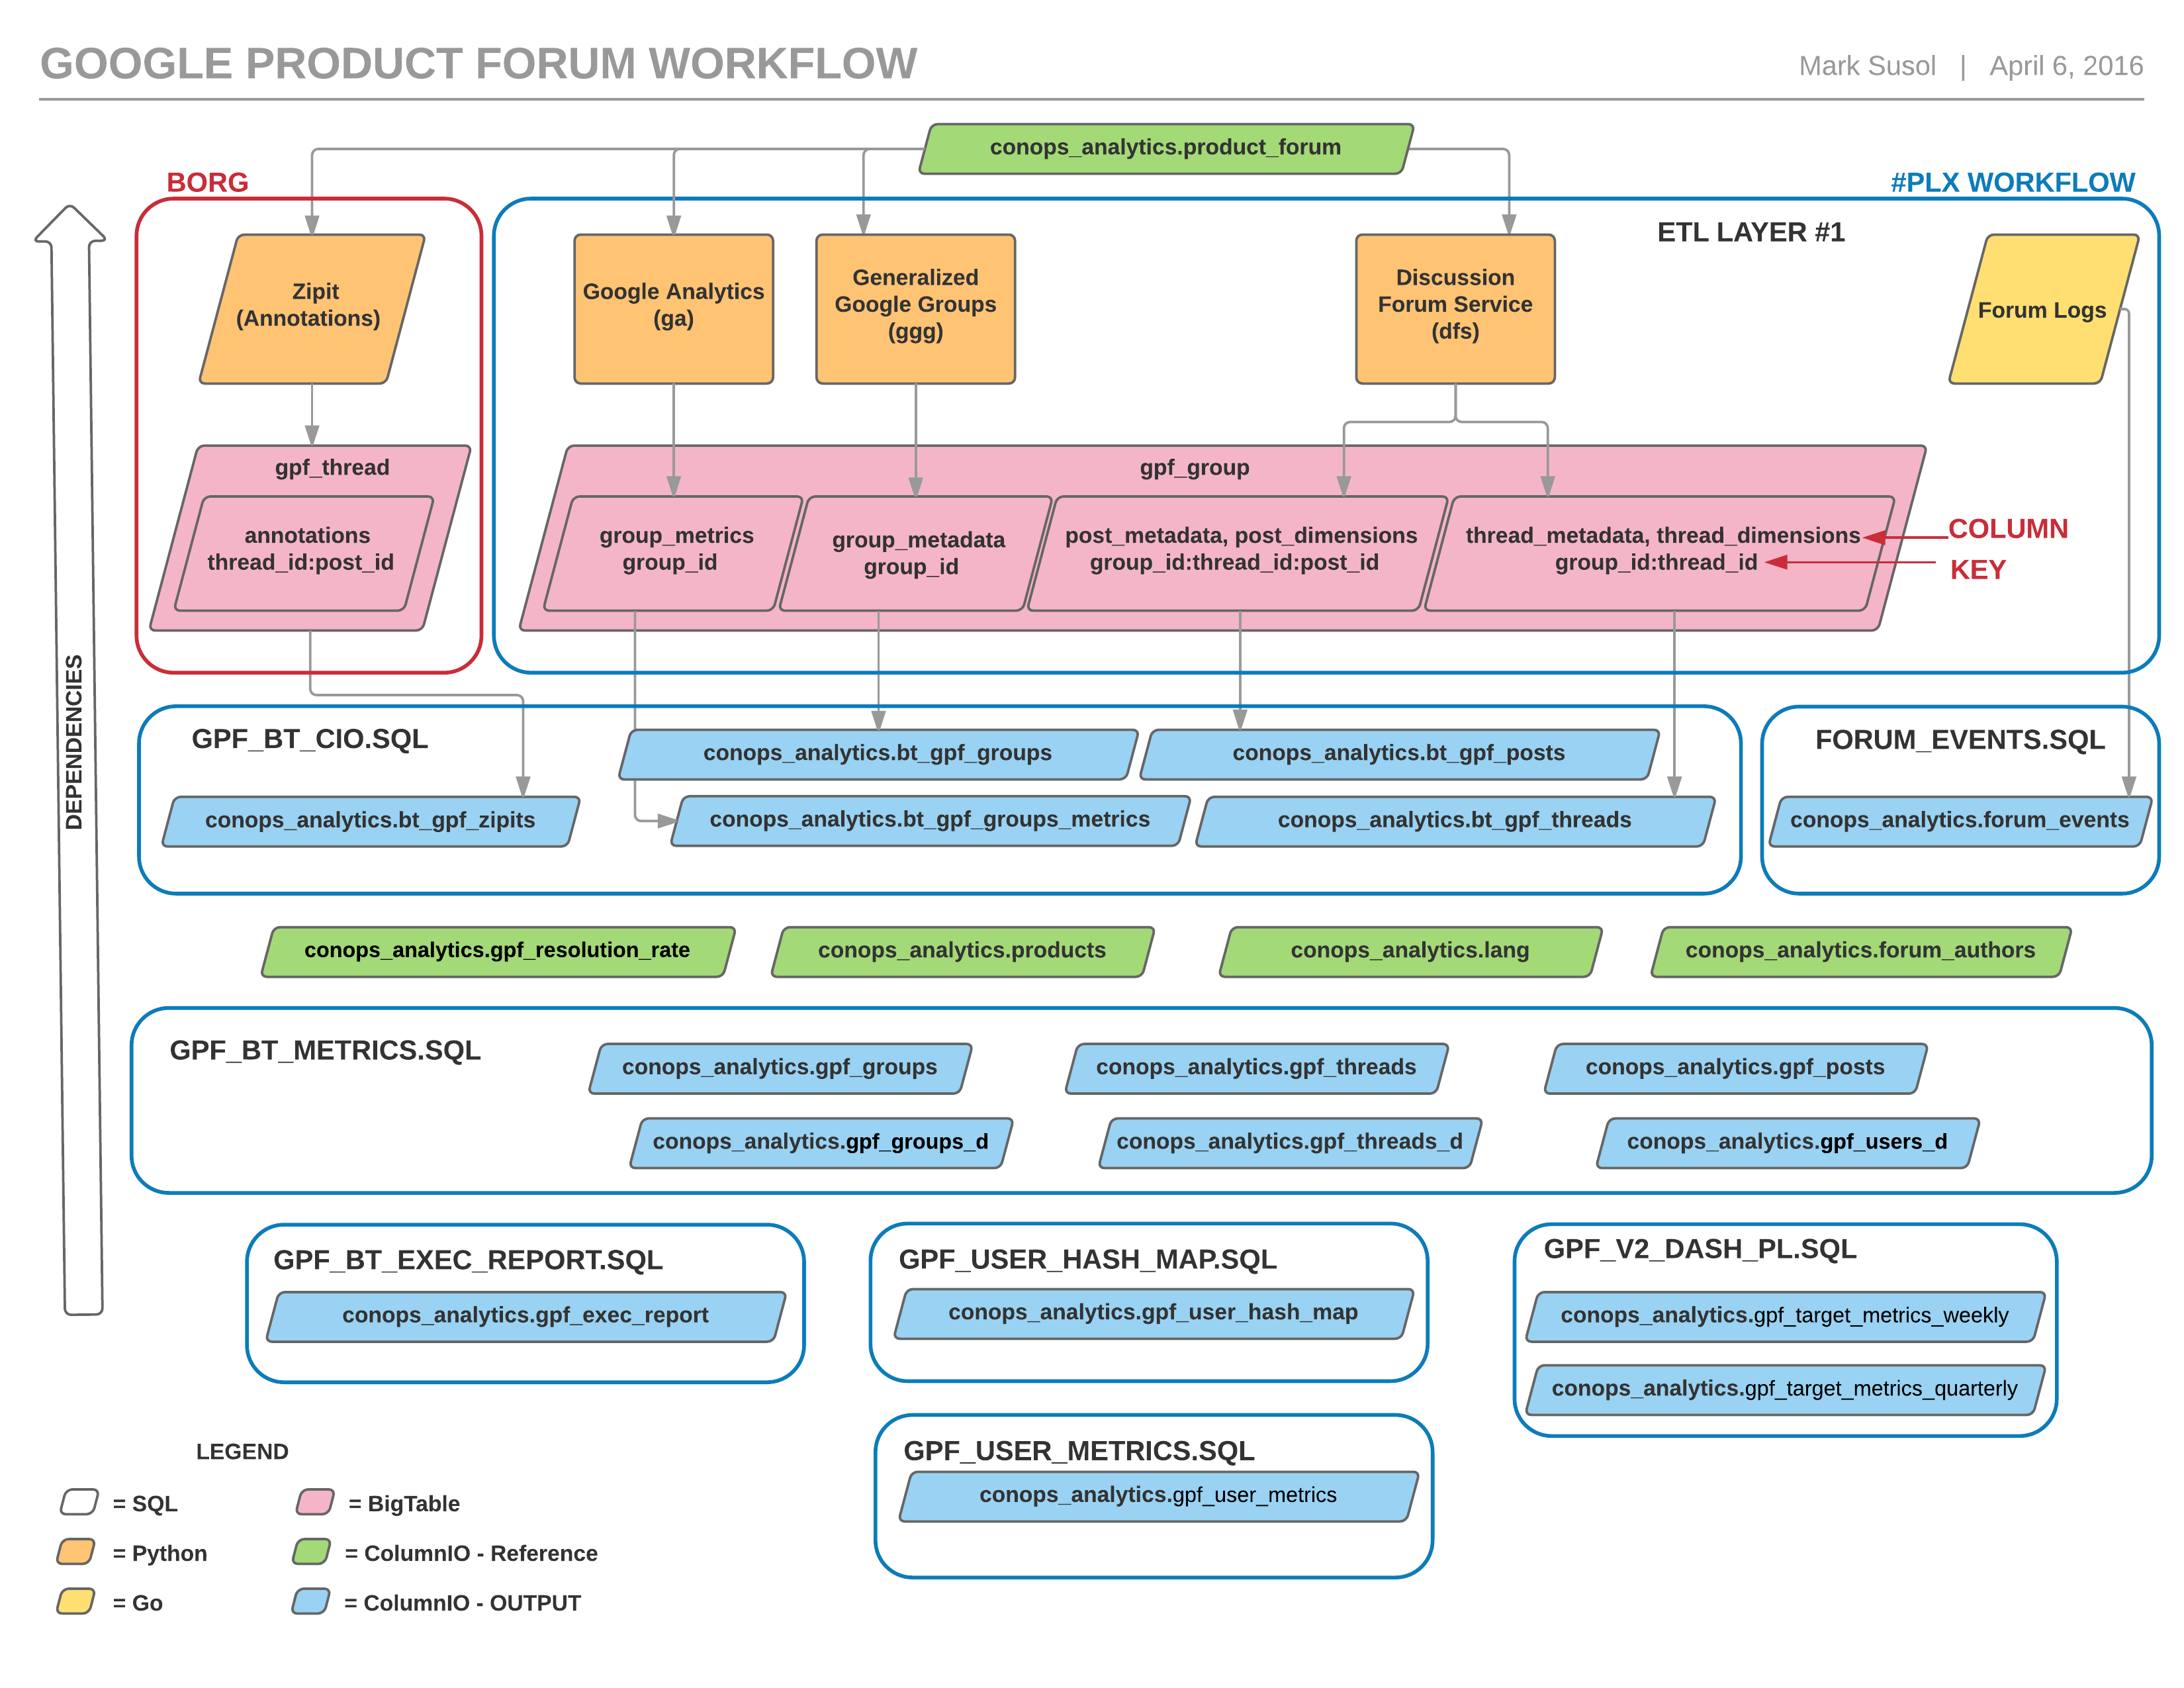 GOOGLE PRODUCT FORUM WORKFLOW
Mark Susol | April 6, 2016
conops_analytics.product_forum
BORG
#PLX WORKFLOW
ETL LAYER #1
Zipit
(Annotations)
Google Analytics
(ga)
Generalized
Google Groups
(ggg)
Discussion
Forum Service
(dfs)
Forum Logs
gpf_thread
annotations
thread_id:post_id
gpf_group
group_metrics
group_id
group_metadata
group_id
post_metadata, post_dimensions
group_id:thread_id:post_id
thread_metadata, thread_dimensions
group_id:thread_id
COLUMN
KEY
DEPENDENCIES
GPF_BT_CIO.SQL
conops_analytics.bt_gpf_groups
conops_analytics.bt_gpf_posts
conops_analytics.bt_gpf_zipits
conops_analytics.bt_gpf_groups_metrics
conops_analytics.bt_gpf_threads
FORUM_EVENTS.SQL
conops_analytics.forum_events
conops_analytics.gpf_resolution_rate
conops_analytics.products
conops_analytics.lang
conops_analytics.forum_authors
GPF_BT_METRICS.SQL
conops_analytics.gpf_groups
conops_analytics.gpf_threads
conops_analytics.gpf_posts
conops_analytics.gpf_groups_d
conops_analytics.gpf_threads_d
conops_analytics.gpf_users_d
GPF_BT_EXEC_REPORT.SQL
conops_analytics.gpf_exec_report
GPF_USER_HASH_MAP.SQL
conops_analytics.gpf_user_hash_map
GPF_V2_DASH_PL.SQL
conops_analytics.gpf_target_metrics_weekly
conops_analytics.gpf_target_metrics_quarterly
GPF_USER_METRICS.SQL
conops_analytics.gpf_user_metrics
LEGEND
= SQL
= BigTable
= Python
= ColumnIO - Reference
= Go
= ColumnIO - OUTPUT